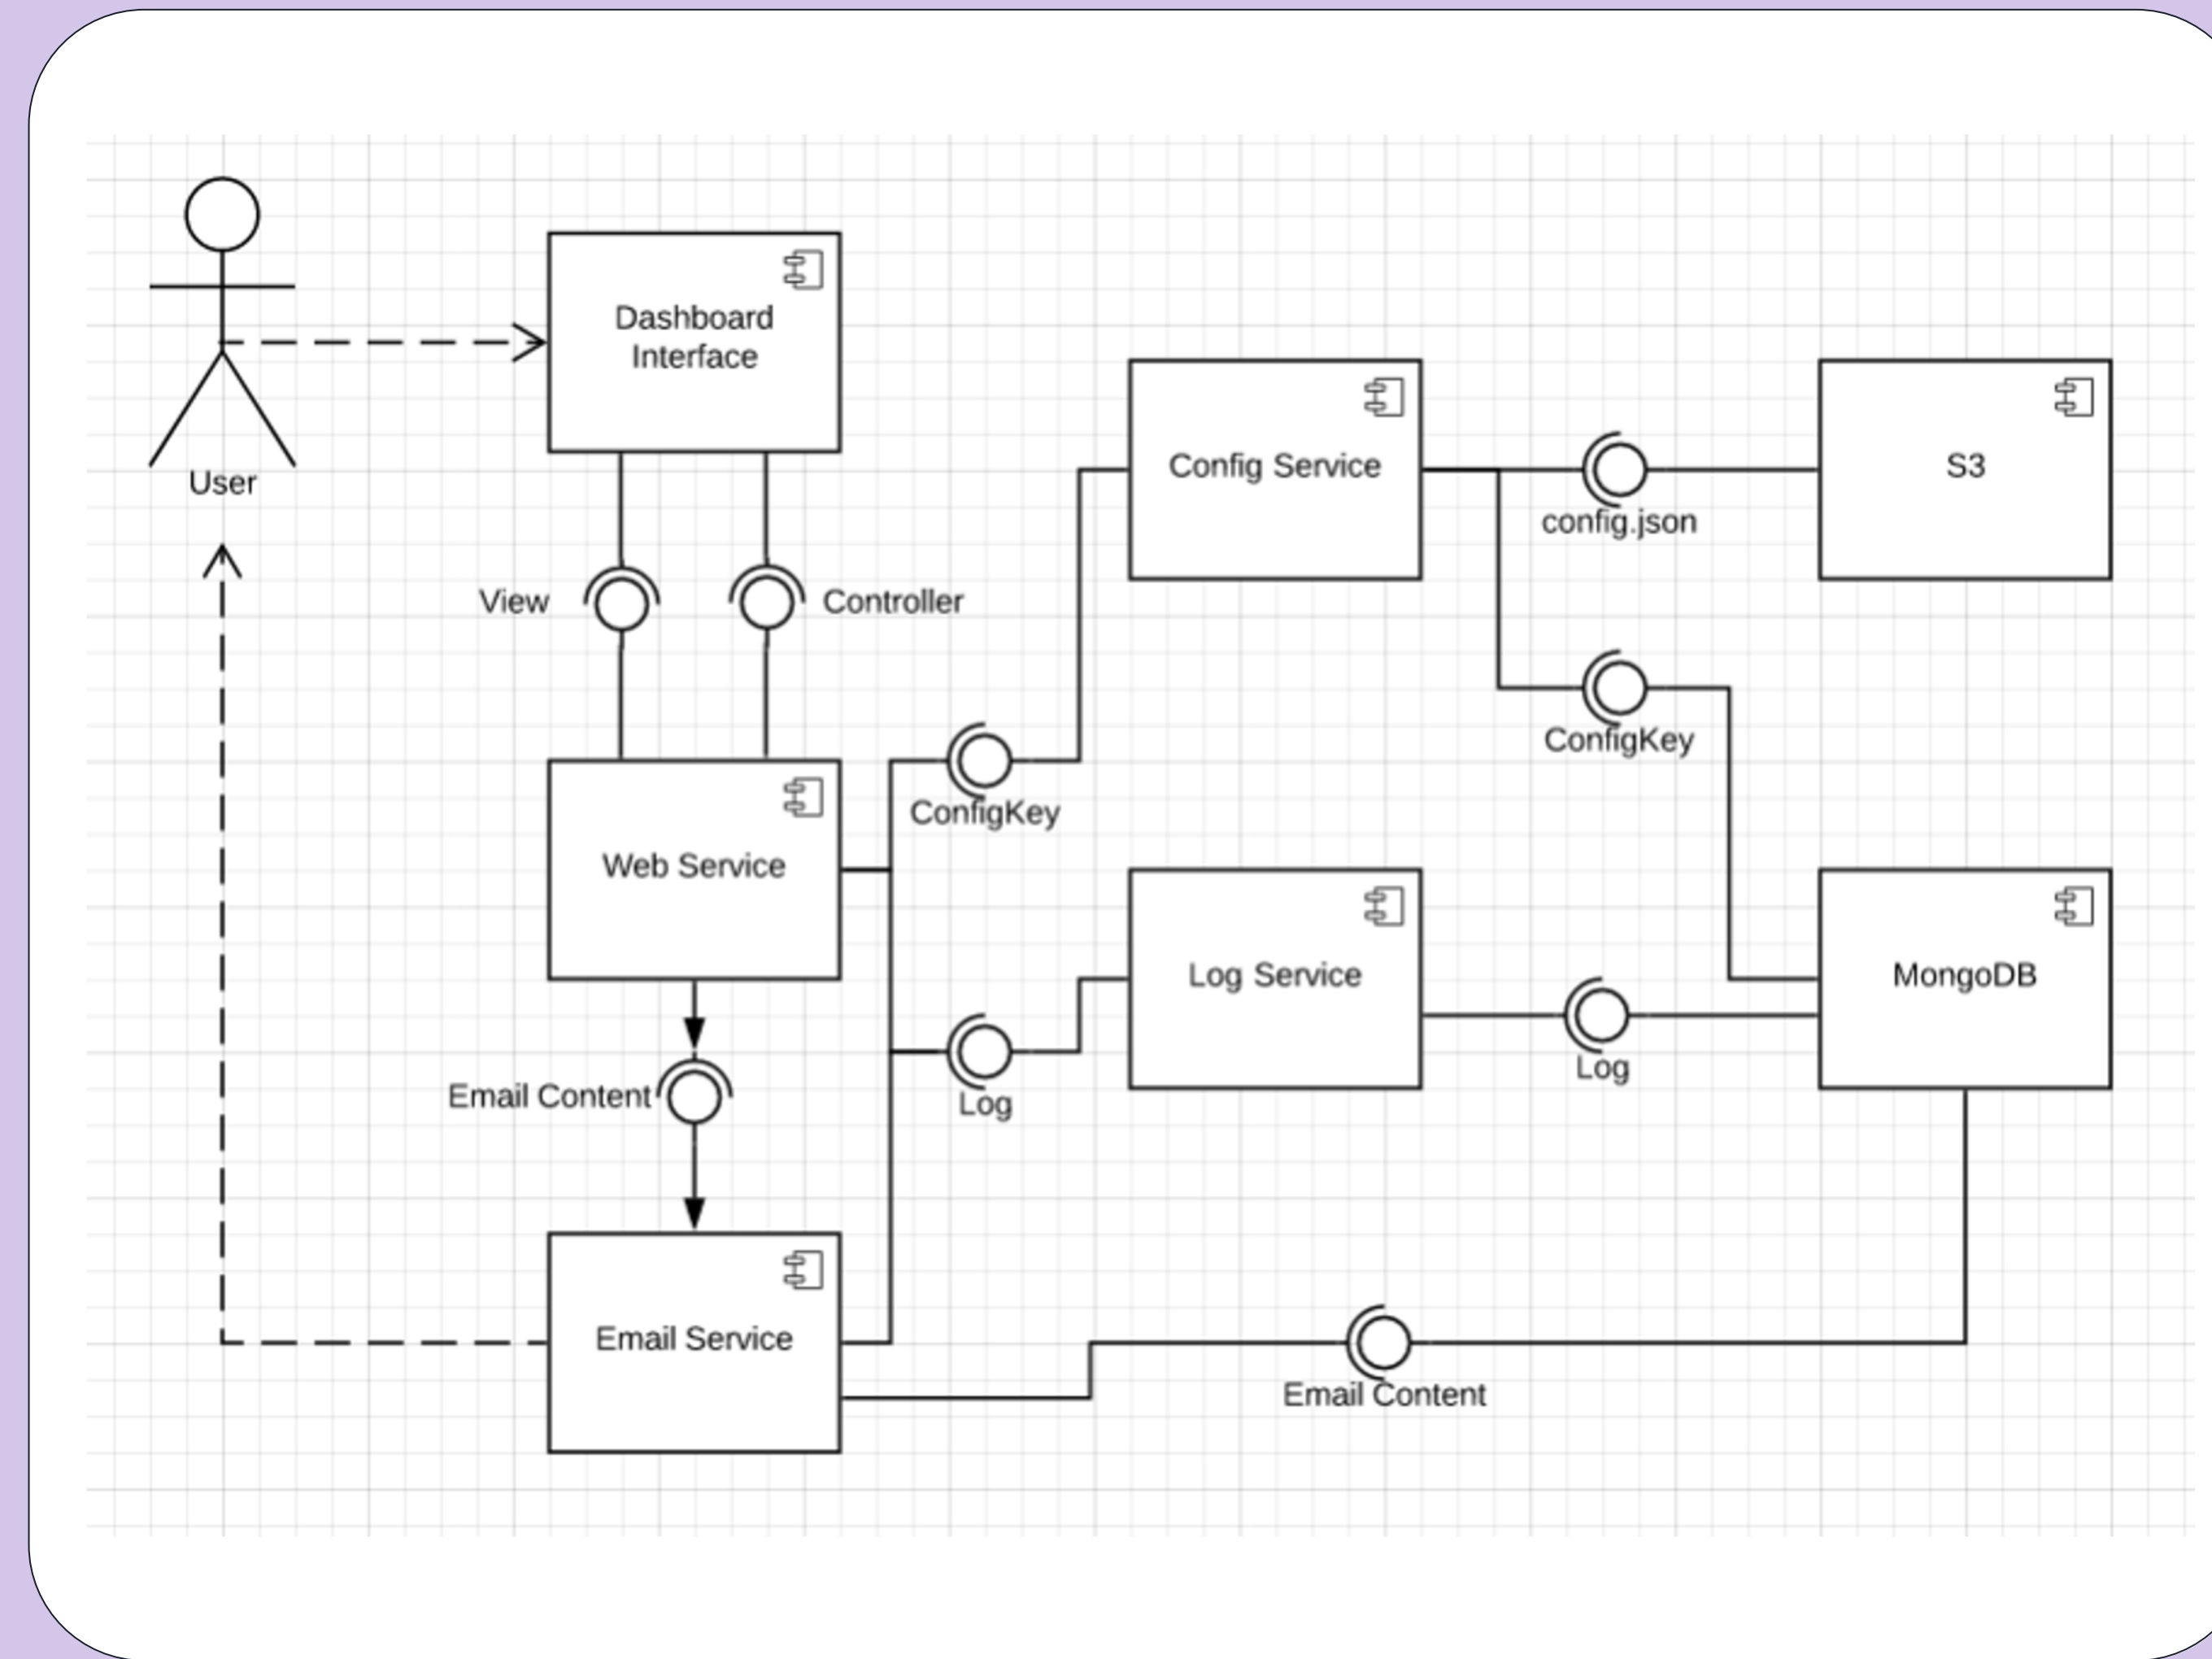 Dashboard
Interface
User
Config Service
S3
config.json
View
Controller
ConfigKey
ConfigKey
Web Service
Log Service
MongoDB
Log
Email Content
Log
Email Service
Email Content